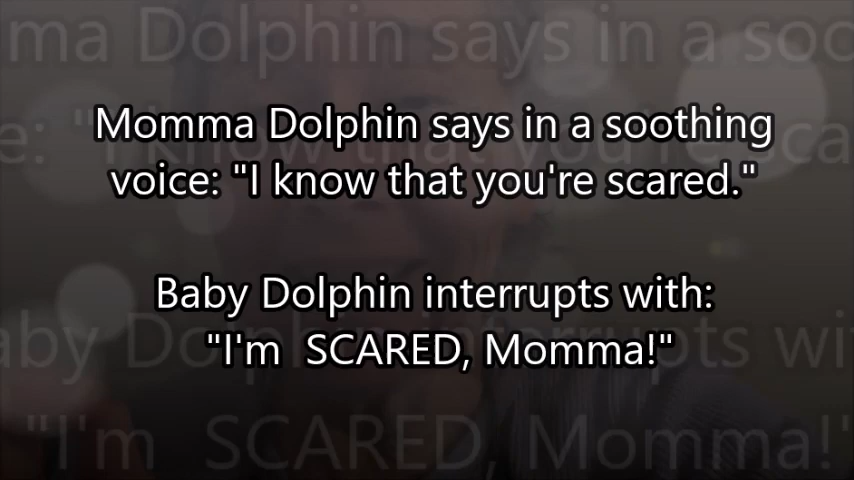 Momma Dolphin says in a soothing
voice: "I know that you're scared."
Baby Dolphin interrupts with:
"I'm  SCARED, Momma!"